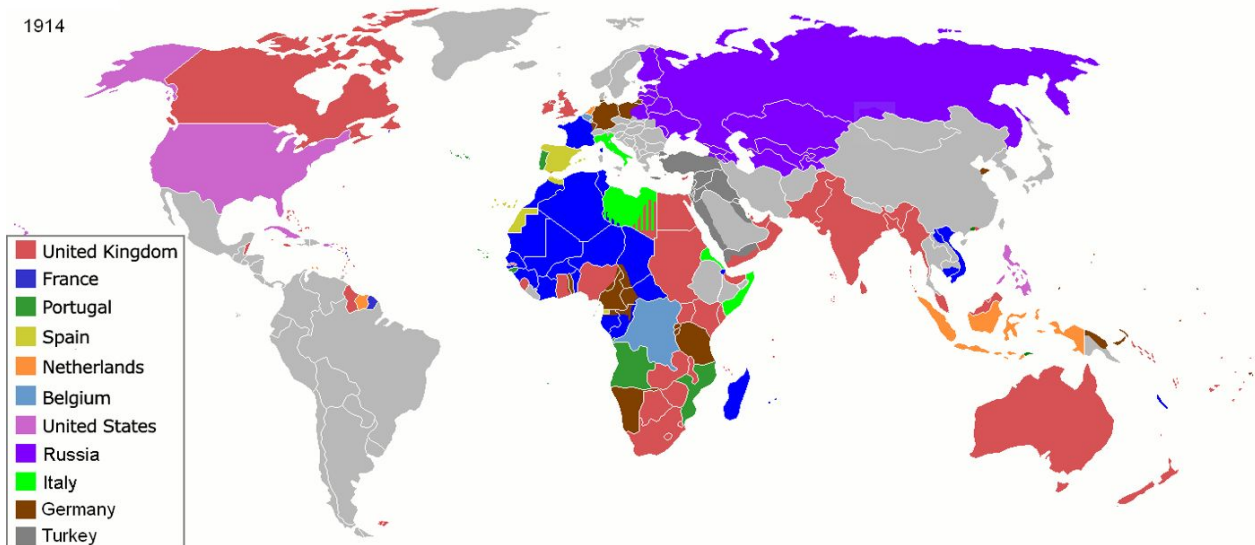 1914
United Kingdom
France
Portugal
Spain
Netherlands
Belgium
United States
Russia
Italy
Germany
Turkey